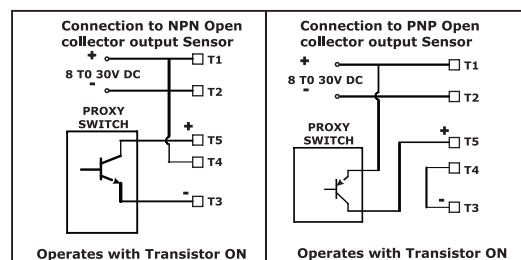 Connection to NPN Open
collector output Sensor
+
8 T0 30V DC
-
T1
T2
PROXY
SWITCH
+
T5
T4
-
T3
Operates with Transistor ON
Connection to PNP Open
collector output Sensor
+
8 T0 30V DC
-
T1
T2
PROXY
SWITCH
+
T5
T4
-
T3
Operates with Transistor ON